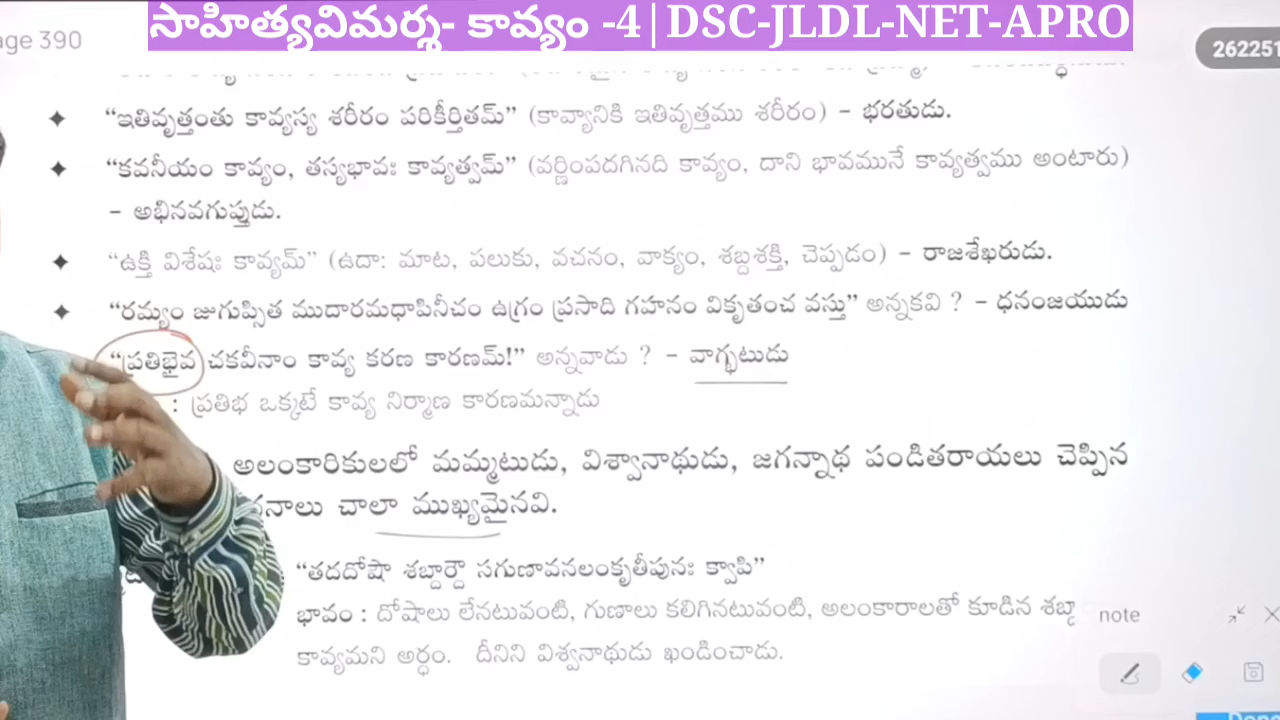 సాహిత్యవిమర్శ- కావ్యం -4|DSC-JLDL-NET-APRO
age 390
262251
✦ “ఇతివృత్తంతు కావ్యస్య శరీరం పరికీర్తితమ్” (కావ్యానికి ఇతివృత్తము శరీరం) – భరతుడు.
✦ “కవనీయం కావ్యం, తస్యభావః కావ్యత్వమ్” (వర్ణింపదగినది కావ్యం, దాని భావమునే కావ్యత్వము అంటారు)
– అభినవగుప్తుడు.
✦ “ఉక్తి విశేషః కావ్యమ్” (ఉదా: మాట, పలుకు, వచనం, వాక్యం, శబ్దశక్తి, చెప్పడం) – రాజశేఖరుడు.
✦ “రమ్యం జుగుప్సిత ముదారమధాపినీచం ఉగ్రం ప్రసాది గహనం వికృతంచ వస్తు” అన్నకవి ? – ధనంజయుడు
“ప్రతిభైవ చకవీనాం కావ్య కరణ కారణమ్!” అన్నవాడు ? – వాగ్భటుడు
: ప్రతిభ ఒక్కటే కావ్య నిర్మాణ కారణమన్నాడు
అలంకారికులలో మమ్మటుడు, విశ్వానాథుడు, జగన్నాథ పండితరాయలు చెప్పిన
చనాలు చాలా ముఖ్యమైనవి.
“తదదోషౌ శబ్దార్దౌ సగుణావనలంకృతీపునః క్వాపి”
భావం : దోషాలు లేనటువంటి, గుణాలు కలిగినటువంటి, అలంకారాలతో కూడిన శబ్ద
కావ్యమని అర్ధం. దీనిని విశ్వనాథుడు ఖండించాడు.
note